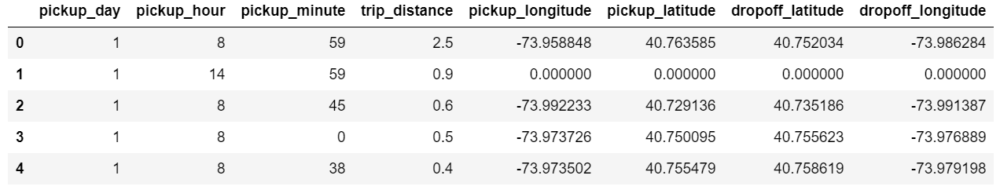 pickup_day pickup_hour pickup_minute trip_distance pickup_longitude pickup_latitude dropoff_latitude dropoff_longitude
0 1 8 59 2.5 -73.958848 40.763585 40.752034 -73.986284
1 1 14 59 0.9 0.000000 0.000000 0.000000 0.000000
2 1 8 45 0.6 -73.992233 40.729136 40.735186 -73.991387
3 1 8 0 0.5 -73.973726 40.750095 40.755623 -73.976889
4 1 8 38 0.4 -73.973502 40.755479 40.758619 -73.979198